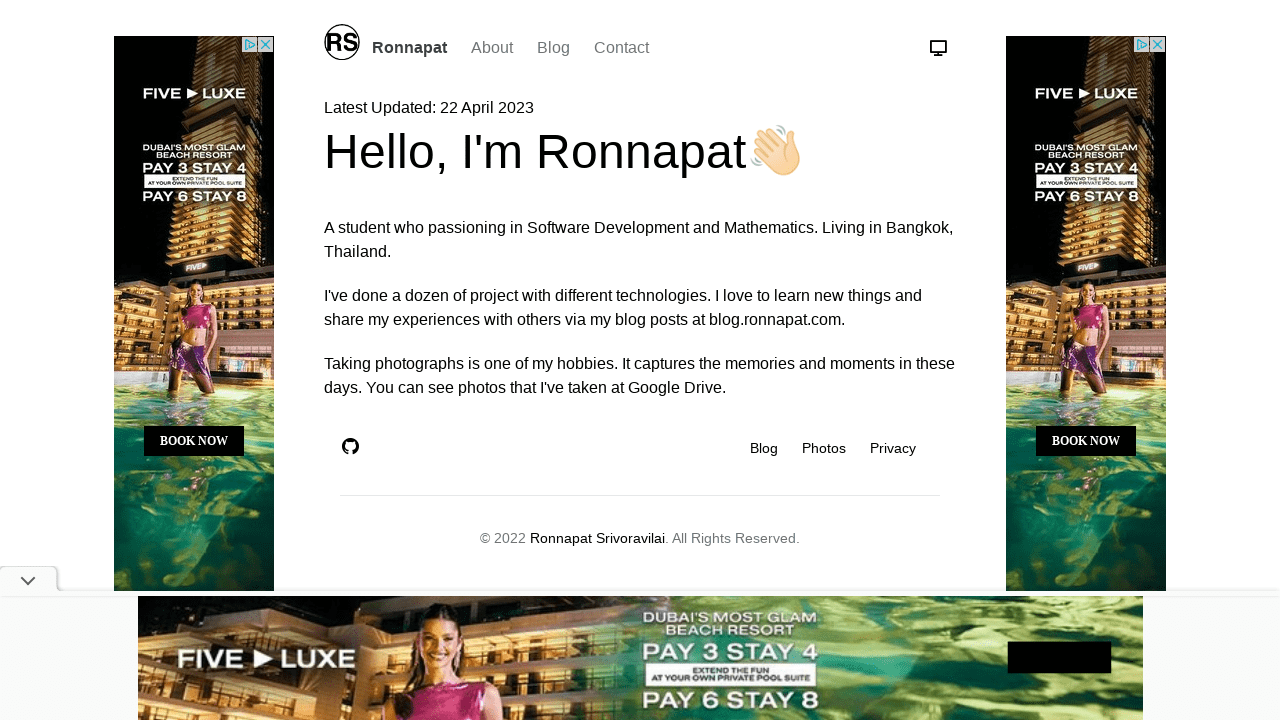 RS Ronnapat About Blog Contact
Latest Updated: 22 April 2023
Hello, I'm Ronnapat👋🏻
A student who passioning in Software Development and Mathematics. Living in Bangkok,
Thailand.
I've done a dozen of project with different technologies. I love to learn new things and
share my experiences with others via my blog posts at blog.ronnapat.com.
Taking photographs is one of my hobbies. It captures the memories and moments in these
days. You can see photos that I've taken at Google Drive.
Blog Photos Privacy
© 2022 Ronnapat Srivoravilai. All Rights Reserved.
FIVE ▶ LUXE
DUBAI'S MOST GLAM
BEACH RESORT
PAY 3 STAY 4
EXTEND THE FUN
AT YOUR OWN PRIVATE POOL SUITE
PAY 6 STAY 8
FIVE▶
BOOK NOW
FIVE ▶ LUXE
DUBAI'S MOST GLAM
BEACH RESORT
PAY 3 STAY 4
EXTEND THE FUN
AT YOUR OWN PRIVATE POOL SUITE
PAY 6 STAY 8
FIVE▶
BOOK NOW
FIVE ▶ LUXE
DUBAI'S MOST GLAM
BEACH RESORT
PAY 3 STAY 4
EXTEND THE FUN
AT YOUR OWN PRIVATE POOL SUITE
PAY 6 STAY 8